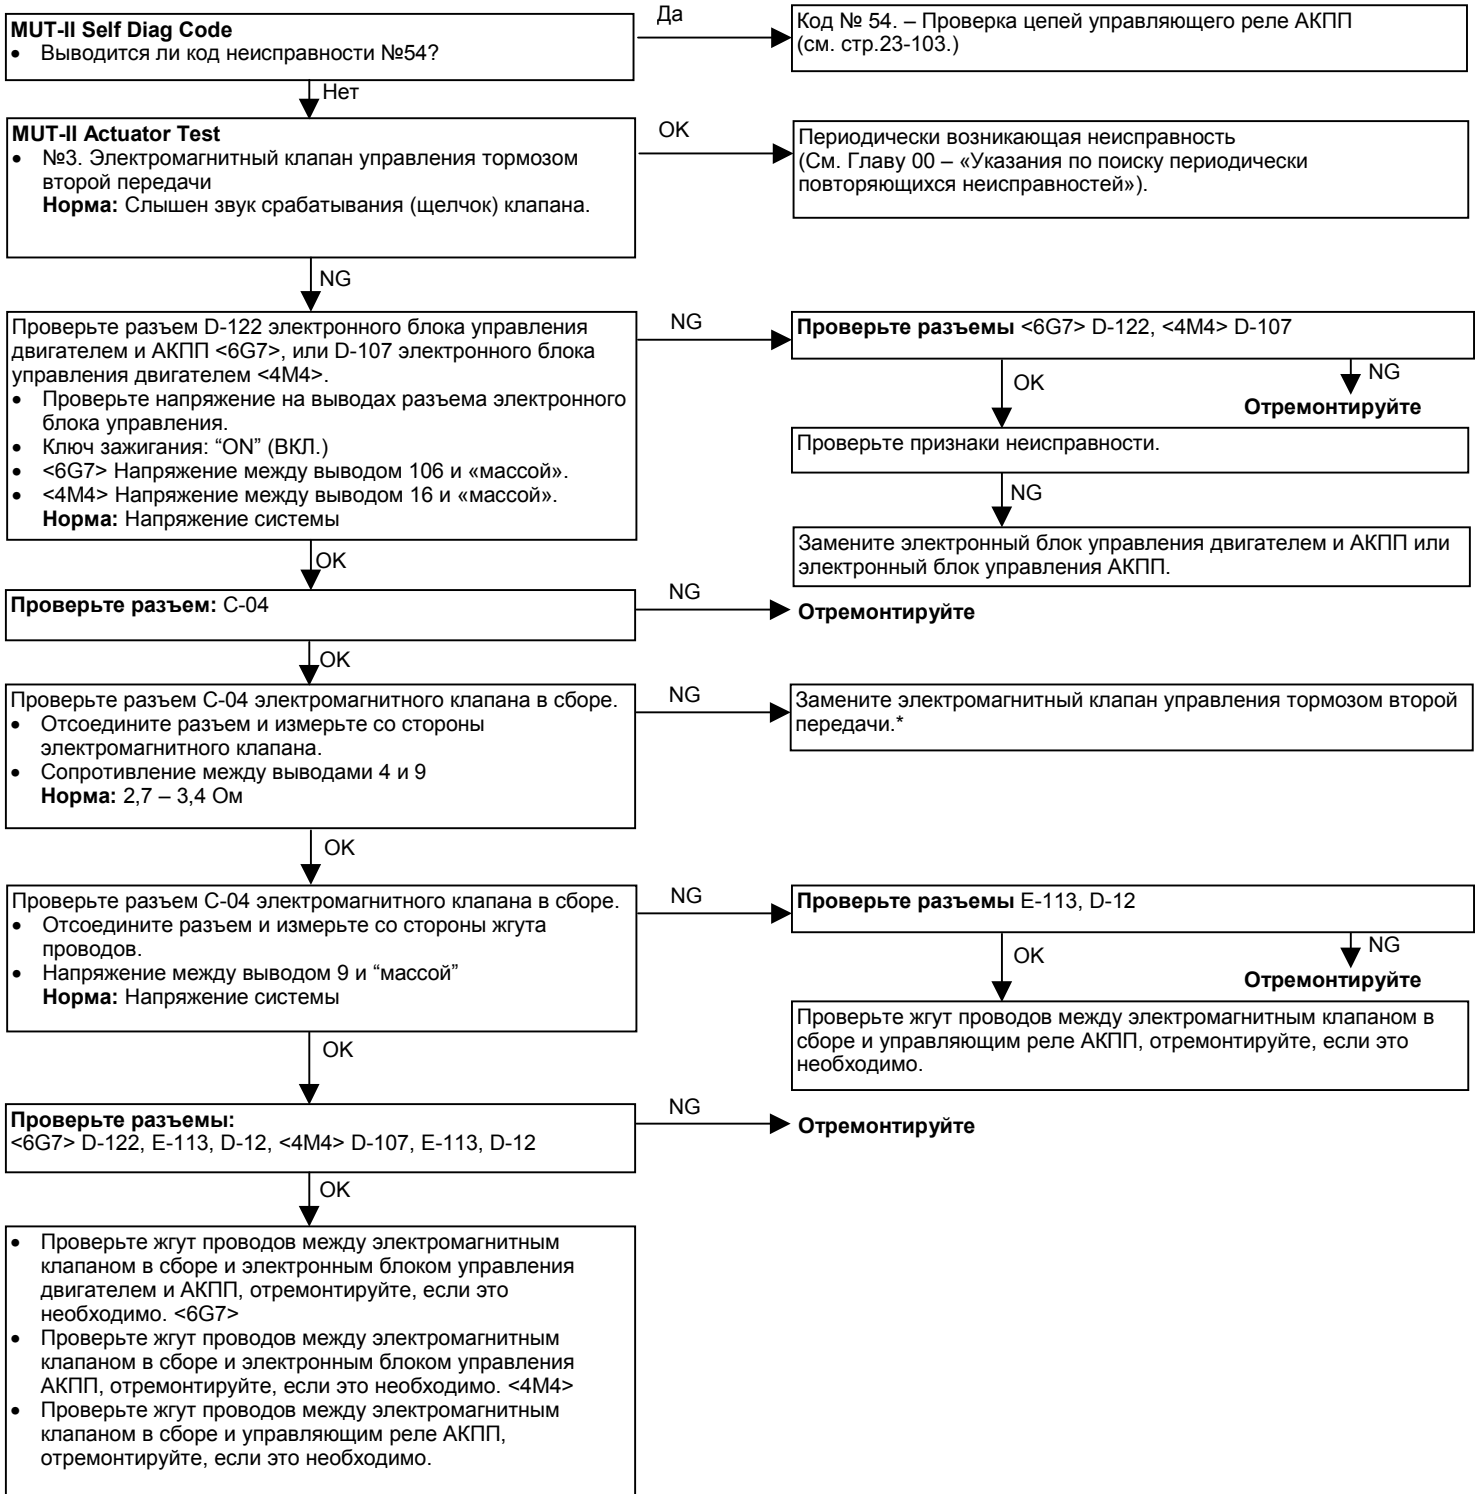 MUT-II Self Diag Code
• Выводится ли код неисправности №54?
Да
Код № 54. – Проверка цепей управляющего реле АКПП
(см. стр.23-103.)
Нет
MUT-II Actuator Test
• №3. Электромагнитный клапан управления тормозом
второй передачи
Норма: Слышен звук срабатывания (щелчок) клапана.
OK
Периодически возникающая неисправность
(См. Главу 00 – «Указания по поиску периодически
повторяющихся неисправностей»).
NG
Проверьте разъем D-122 электронного блока управления
двигателем и АКПП <6G7>, или D-107 электронного блока
управления двигателем <4M4>.
• Проверьте напряжение на выводах разъема электронного
блока управления.
• Ключ зажигания: “ON” (ВКЛ.)
• <6G7> Напряжение между выводом 106 и «массой».
• <4M4> Напряжение между выводом 16 и «массой».
Норма: Напряжение системы
NG
Проверьте разъемы <6G7> D-122, <4M4> D-107
OK
NG
Отремонтируйте
Проверьте признаки неисправности.
NG
Замените электронный блок управления двигателем и АКПП или
электронный блок управления АКПП.
OK
Проверьте разъем: С-04
NG
Отремонтируйте
OK
Проверьте разъем С-04 электромагнитного клапана в сборе.
• Отсоедините разъем и измерьте со стороны
электромагнитного клапана.
• Сопротивление между выводами 4 и 9
Норма: 2,7 – 3,4 Ом
NG
Замените электромагнитный клапан управления тормозом второй
передачи.*
OK
Проверьте разъем С-04 электромагнитного клапана в сборе.
• Отсоедините разъем и измерьте со стороны жгута
проводов.
• Напряжение между выводом 9 и “массой”
Норма: Напряжение системы
NG
Проверьте разъемы E-113, D-12
OK
NG
Отремонтируйте
Проверьте жгут проводов между электромагнитным клапаном в
сборе и управляющим реле АКПП, отремонтируйте, если это
необходимо.
OK
Проверьте разъемы:
<6G7> D-122, E-113, D-12, <4M4> D-107, E-113, D-12
NG
Отремонтируйте
OK
• Проверьте жгут проводов между электромагнитным
клапаном в сборе и электронным блоком управления
двигателем и АКПП, отремонтируйте, если это
необходимо. <6G7>
• Проверьте жгут проводов между электромагнитным
клапаном в сборе и электронным блоком управления
АКПП, отремонтируйте, если это необходимо. <4M4>
• Проверьте жгут проводов между электромагнитным
клапаном в сборе и управляющим реле АКПП,
отремонтируйте, если это необходимо.